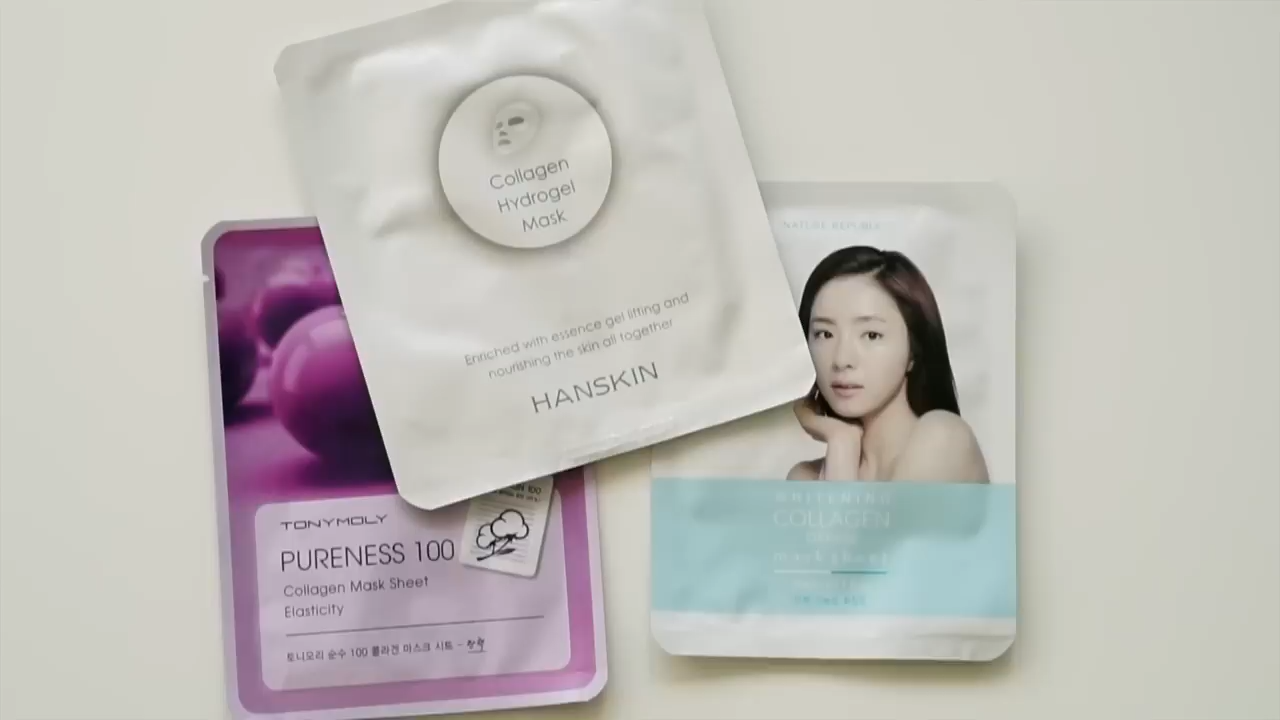 Collagen
Hydrogel
Mask
Enriched with essence gel lifting and
nourishing the skin all together
HANSKIN
TONYMOLY
PURENESS 100
Collagen Mask Sheet
Elasticity
토니모리 순수 100 콜라겐 마스크 시트 - 탄력
NATURE REPUBLIC
WHITENING
COLLAGEN
mask sheet